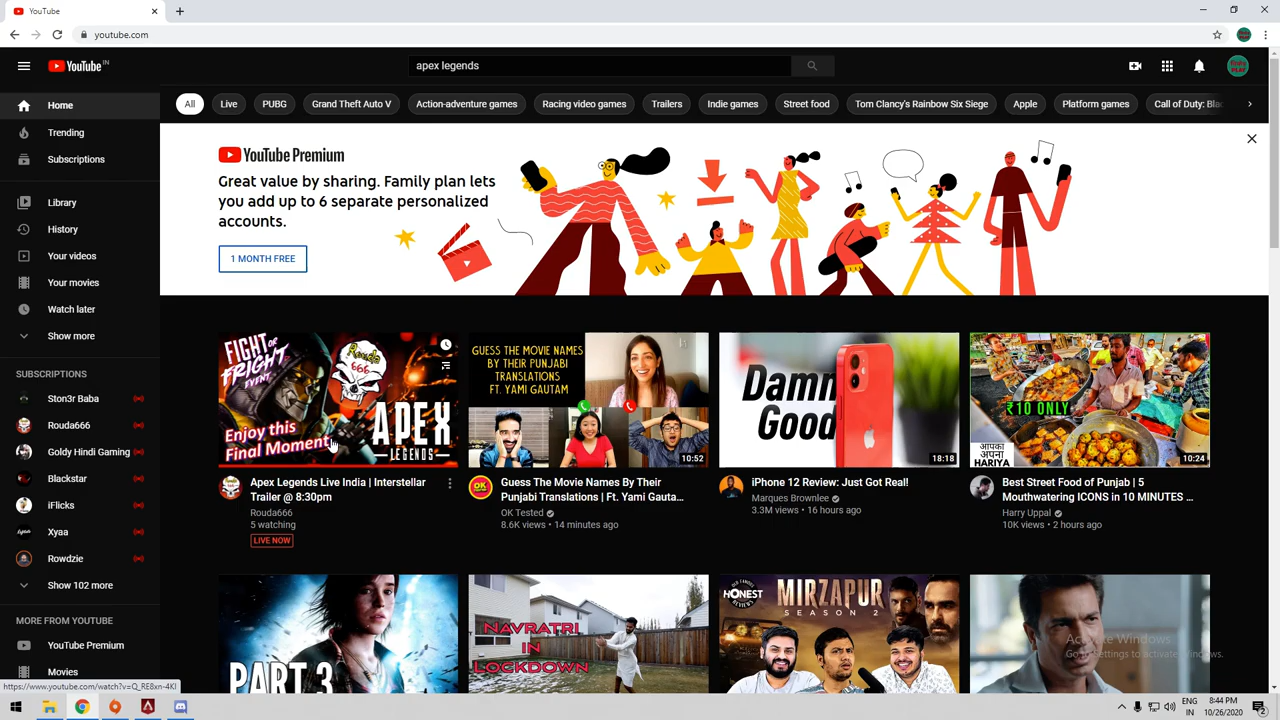 YouTube
youtube.com
YouTube IN
apex legends
All
Live
PUBG
Grand Theft Auto V
Action-adventure games
Racing video games
Trailers
Indie games
Street food
Tom Clancy's Rainbow Six Siege
Apple
Platform games
Call of Duty: Blac
Home
Trending
Subscriptions
Library
History
Your videos
Your movies
Watch later
Show more
SUBSCRIPTIONS
Ston3r Baba
Rouda666
Goldy Hindi Gaming
Blackstar
iFlicks
Xyaa
Rowdzie
Show 102 more
MORE FROM YOUTUBE
YouTube Premium
Movies
YouTube Premium
Great value by sharing. Family plan lets
you add up to 6 separate personalized
accounts.
1 MONTH FREE
FIGHT OR
FRIGHT
EVENT
Rouda
666
Enjoy this
Final Moment
APEX
LEGENDS
Apex Legends Live India | Interstellar
Trailer @ 8:30pm
Rouda666
5 watching
LIVE NOW
GUESS THE MOVIE NAMES
BY THEIR PUNJABI
TRANSLATIONS
FT. YAMI GAUTAM
10:52
OK
TESTED
Guess The Movie Names By Their
Punjabi Translations | Ft. Yami Gauta...
OK Tested
8.6K views • 14 minutes ago
Damn
Good
18:18
iPhone 12 Review: Just Got Real!
Marques Brownlee
3.3M views • 16 hours ago
₹10 ONLY
आपका
अपना
HARIYA
10:24
Best Street Food of Punjab | 5
Mouthwatering ICONS in 10 MINUTES ...
Harry Uppal
10K views • 2 hours ago
PART 3
NAVRATRI
IN
LOCKDOWN
HONEST
REVIEWS
MIRZAPUR
SEASON 2
Activate Windows
Go to Settings to activate Windows.
https://www.youtube.com/watch?v=Q_RE8xn-4KI
ENG
IN
8:44 PM
10/26/2020
2